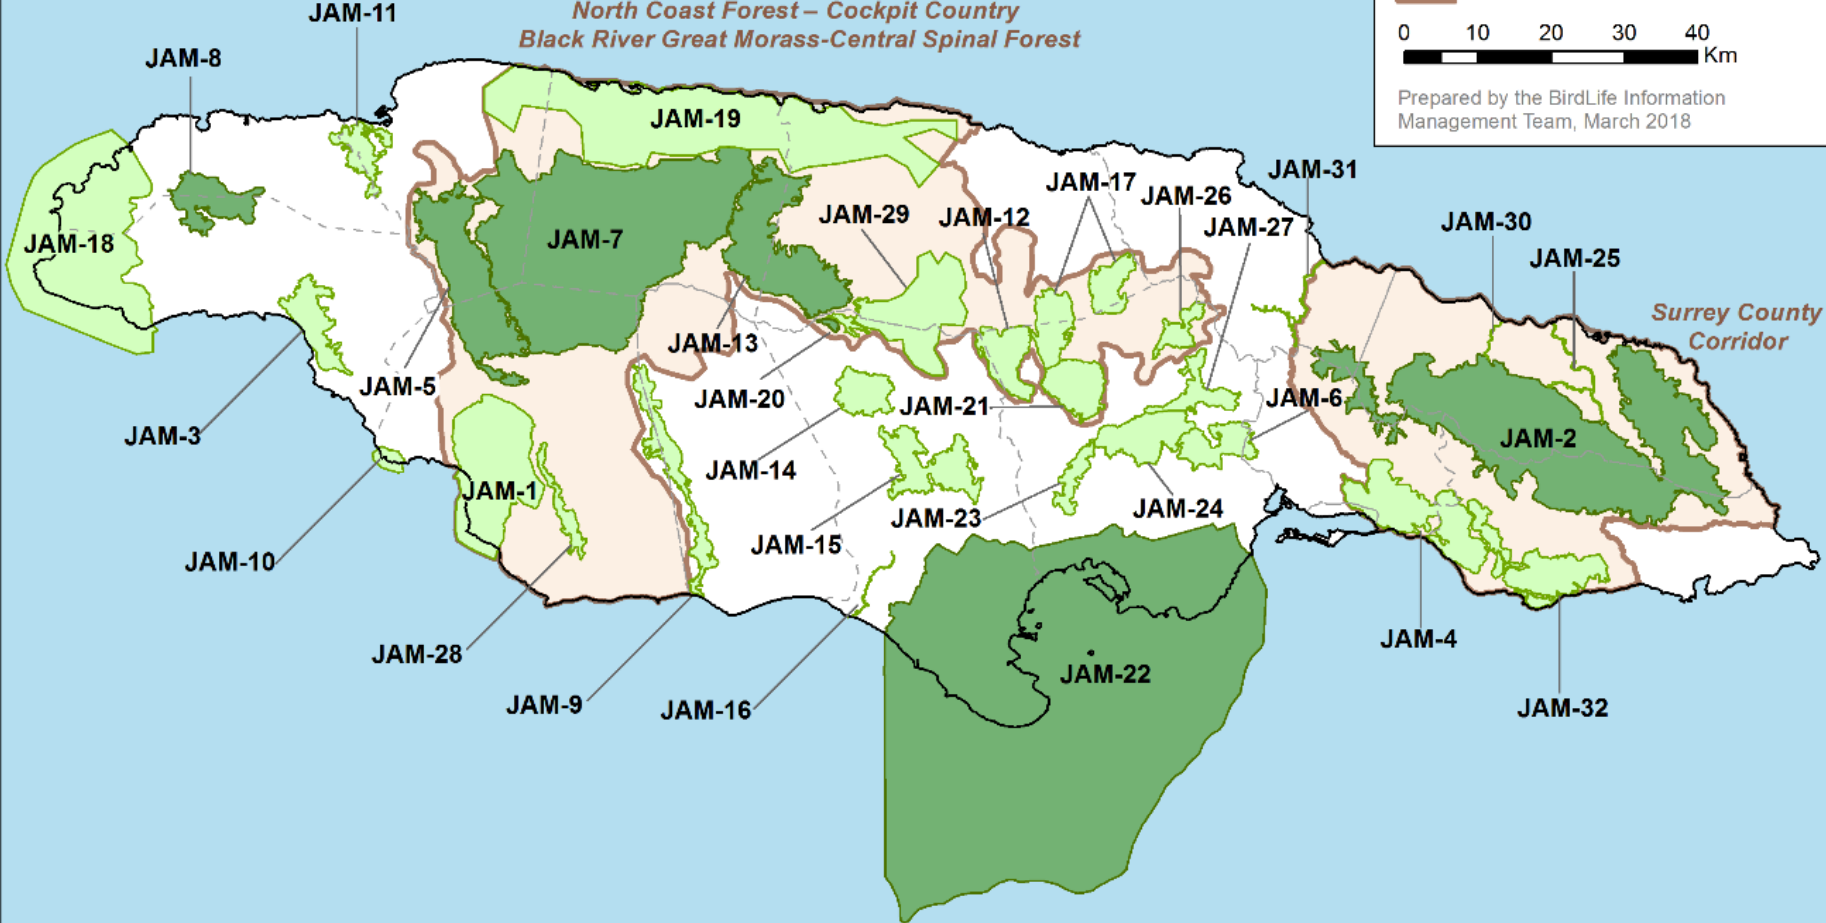 JAM-11
North Coast Forest – Cockpit Country
Black River Great Morass-Central Spinal Forest
0 10 20 30 40
Km
Prepared by the BirdLife Information
Management Team, March 2018
JAM-8
JAM-19
JAM-18
JAM-7
JAM-29
JAM-12
JAM-17
JAM-26
JAM-27
JAM-31
JAM-30
JAM-25
Surrey County
Corridor
JAM-13
JAM-5
JAM-20
JAM-21
JAM-6
JAM-3
JAM-2
JAM-14
JAM-1
JAM-23
JAM-24
JAM-15
JAM-10
JAM-28
JAM-9
JAM-16
JAM-22
JAM-4
JAM-32